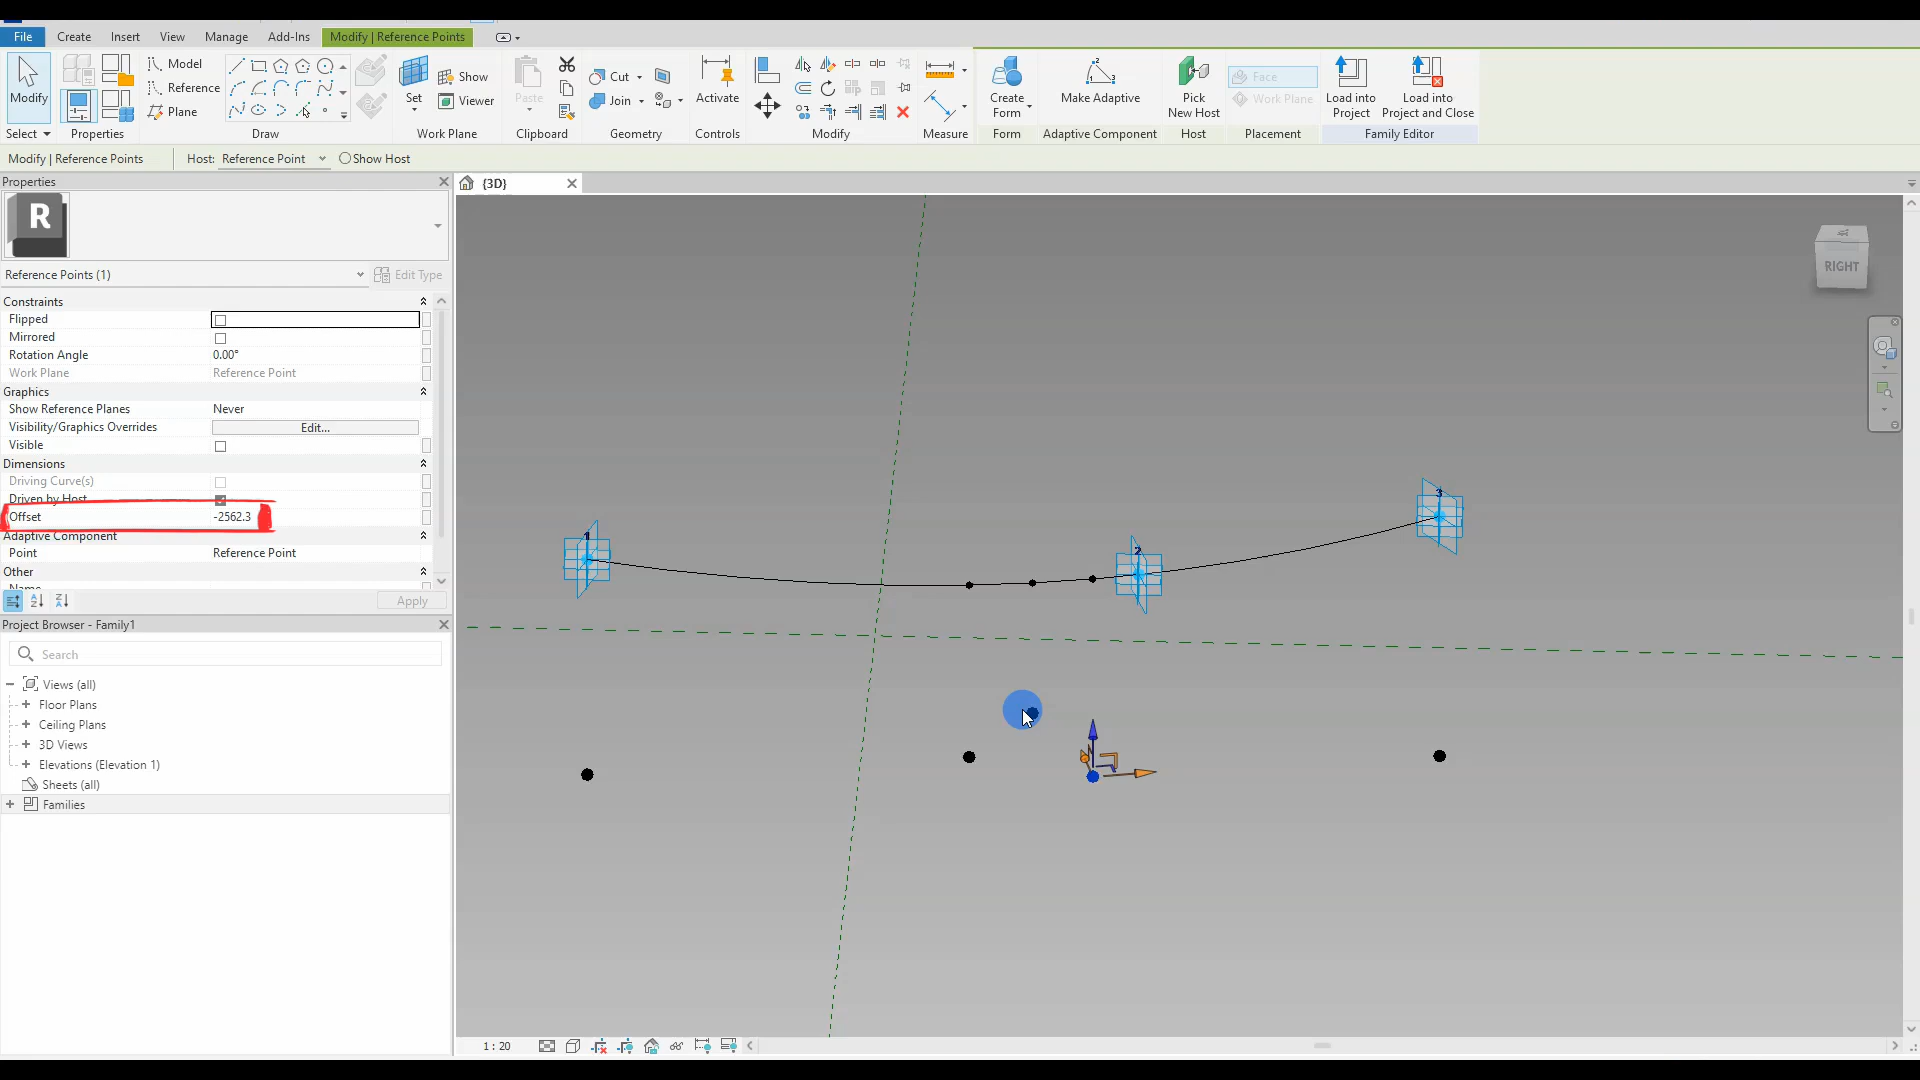 File Create Insert View Manage Add-Ins Modify | Reference Points
Modify
Select
Properties
Model
Reference
Plane
Draw
Set
Show
Viewer
Work Plane
Paste
Clipboard
Cut
Join
Geometry
Activate
Controls
Modify
Measure
Create
Form
Form
Make Adaptive
Adaptive Component
Pick
New Host
Host
Face
Work Plane
Placement
Load into
Project
Load into
Project and Close
Family Editor
Modify | Reference Points Host: Reference Point Show Host
Properties
{3D}
R
Reference Points (1) Edit Type
Constraints
Flipped
Mirrored
Rotation Angle 0.00°
Work Plane Reference Point
Graphics
Show Reference Planes Never
Visibility/Graphics Overrides Edit...
Visible
Dimensions
Driving Curve(s)
Driven by Host
Offset -2562.3
Adaptive Component
Point Reference Point
Other
Name
Apply
Project Browser - Family1
Search
Views (all)
Floor Plans
Ceiling Plans
3D Views
Elevations (Elevation 1)
Sheets (all)
Families
RIGHT
1
2
3
1 : 20